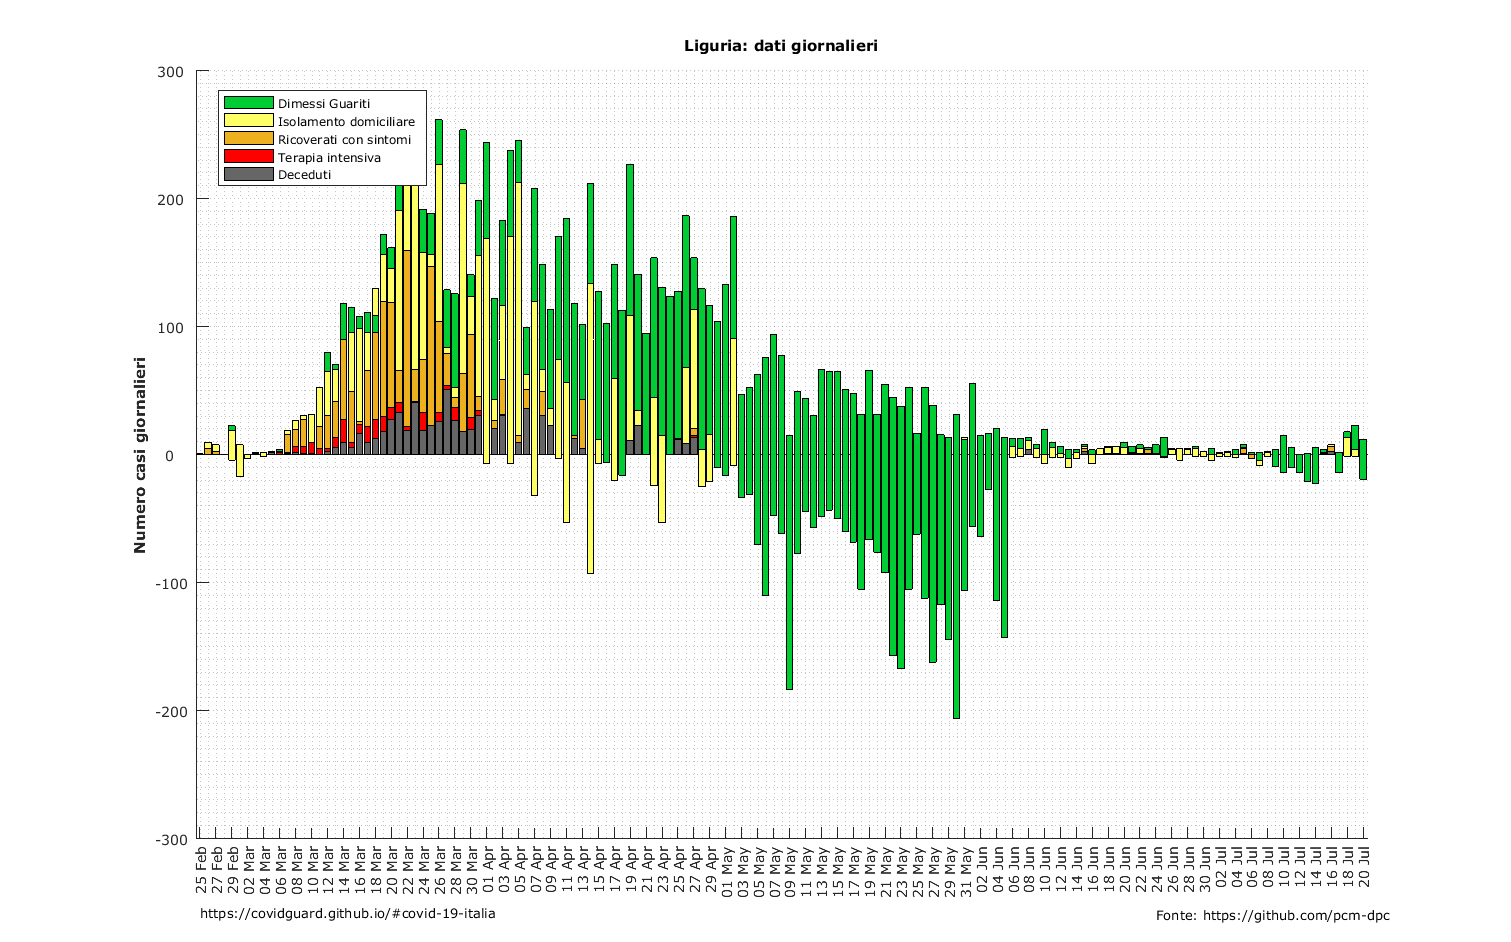 Liguria: dati giornalieri
300
200
100
0
-100
-200
-300
Numero casi giornalieri
Dimessi Guariti
Isolamento domiciliare
Ricoverati con sintomi
Terapia intensiva
Deceduti
25 Feb
27 Feb
29 Feb
02 Mar
04 Mar
06 Mar
08 Mar
10 Mar
12 Mar
14 Mar
16 Mar
18 Mar
20 Mar
22 Mar
24 Mar
26 Mar
28 Mar
30 Mar
01 Apr
03 Apr
05 Apr
07 Apr
09 Apr
11 Apr
13 Apr
15 Apr
17 Apr
19 Apr
21 Apr
23 Apr
25 Apr
27 Apr
29 Apr
01 May
03 May
05 May
07 May
09 May
11 May
13 May
15 May
17 May
19 May
21 May
23 May
25 May
27 May
29 May
31 May
02 Jun
04 Jun
06 Jun
08 Jun
10 Jun
12 Jun
14 Jun
16 Jun
18 Jun
20 Jun
22 Jun
24 Jun
26 Jun
28 Jun
30 Jun
02 Jul
04 Jul
06 Jul
08 Jul
10 Jul
12 Jul
14 Jul
16 Jul
18 Jul
20 Jul
https://covidguard.github.io/#covid-19-italia
Fonte: https://github.com/pcm-dpc